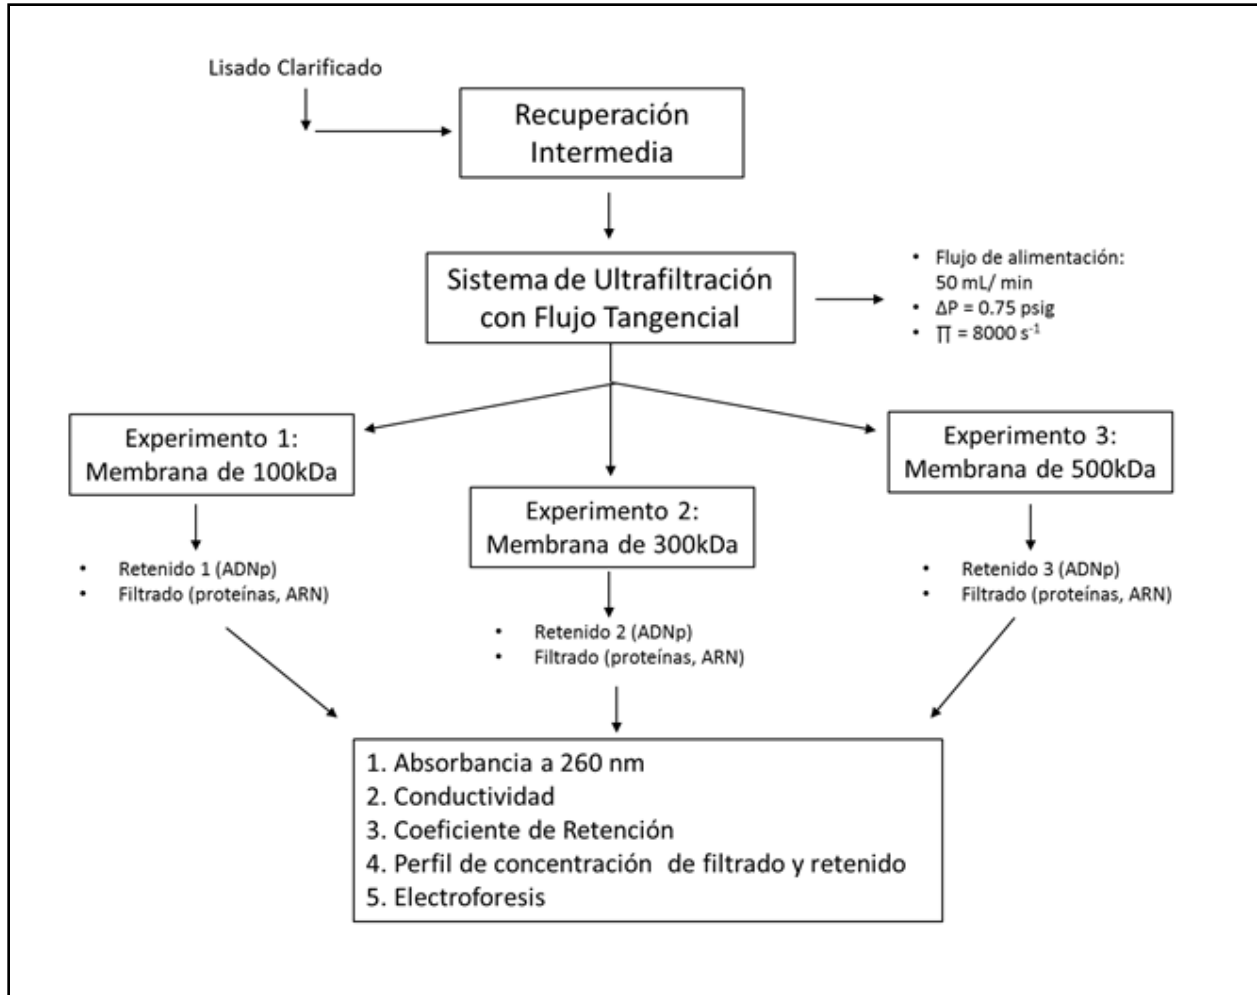 Lisado Clarificado
Recuperación
Intermedia
Sistema de Ultrafiltración
con Flujo Tangencial
• Flujo de alimentación:
50 mL/ min
• ΔP = 0.75 psig
• ∏ = 8000 s⁻¹
Experimento 1:
Membrana de 100kDa
Experimento 2:
Membrana de 300kDa
Experimento 3:
Membrana de 500kDa
• Retenido 1 (ADNp)
• Filtrado (proteínas, ARN)
• Retenido 2 (ADNp)
• Filtrado (proteínas, ARN)
• Retenido 3 (ADNp)
• Filtrado (proteínas, ARN)
1. Absorbancia a 260 nm
2. Conductividad
3. Coeficiente de Retención
4. Perfil de concentración de filtrado y retenido
5. Electroforesis